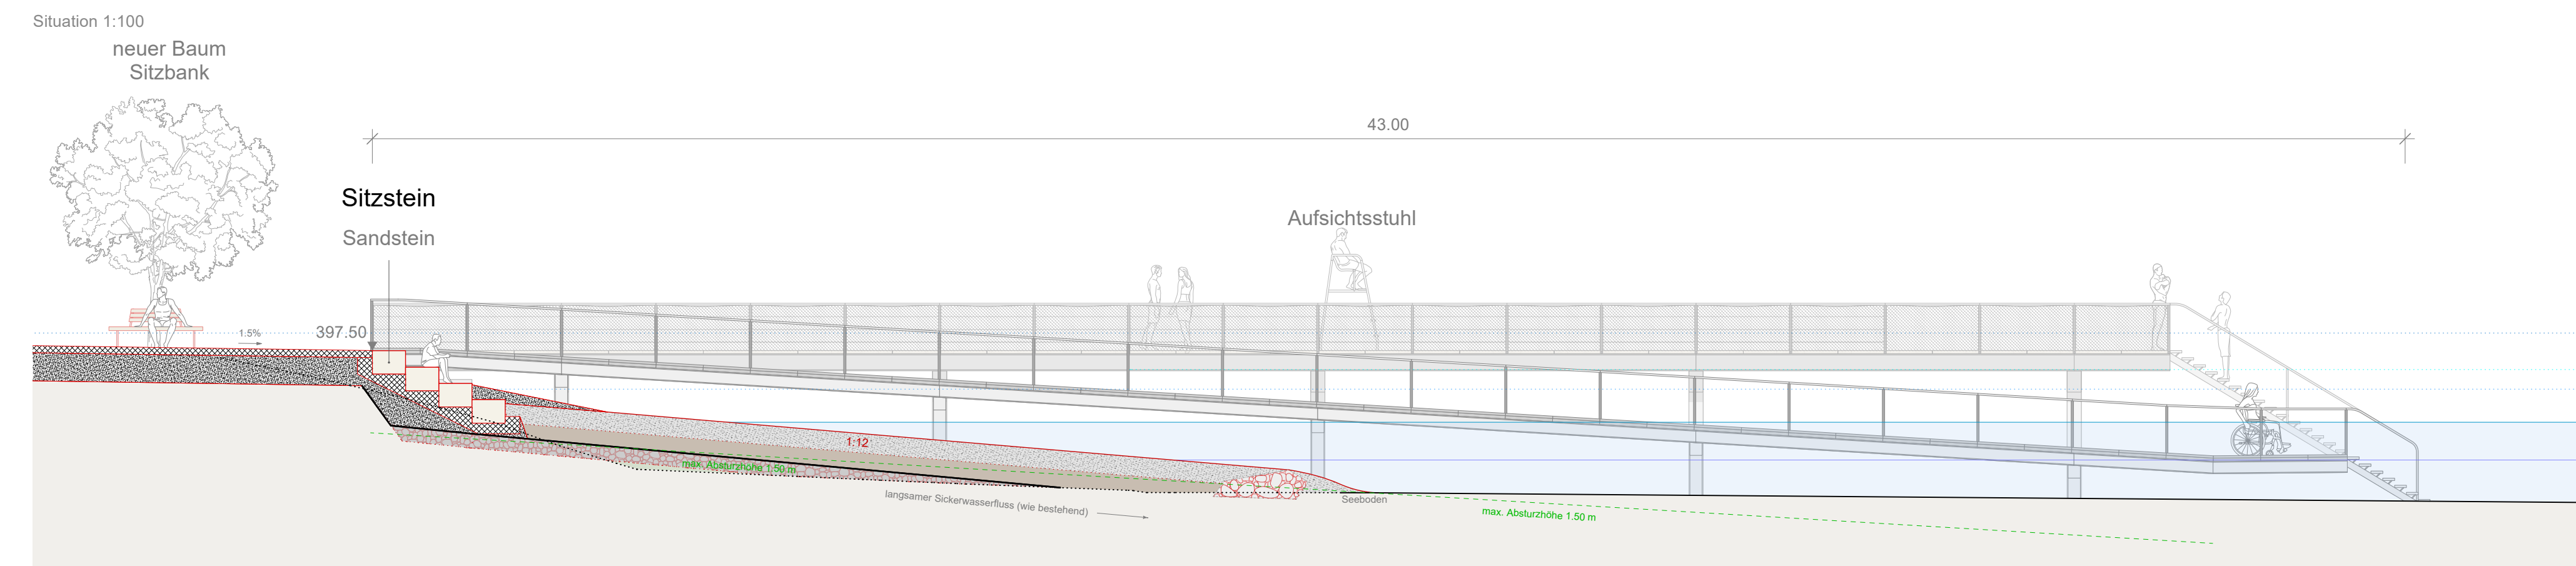 Situation 1:100
neuer Baum
Sitzbank
43.00
Sitzstein
Sandstein
Aufsichtsstuhl
1.5%
397.50
1:12
max. Absturzhöhe 1.50 m
langsamer Sickerwasserfluss (wie bestehend)
Seeboden
max. Absturzhöhe 1.50 m